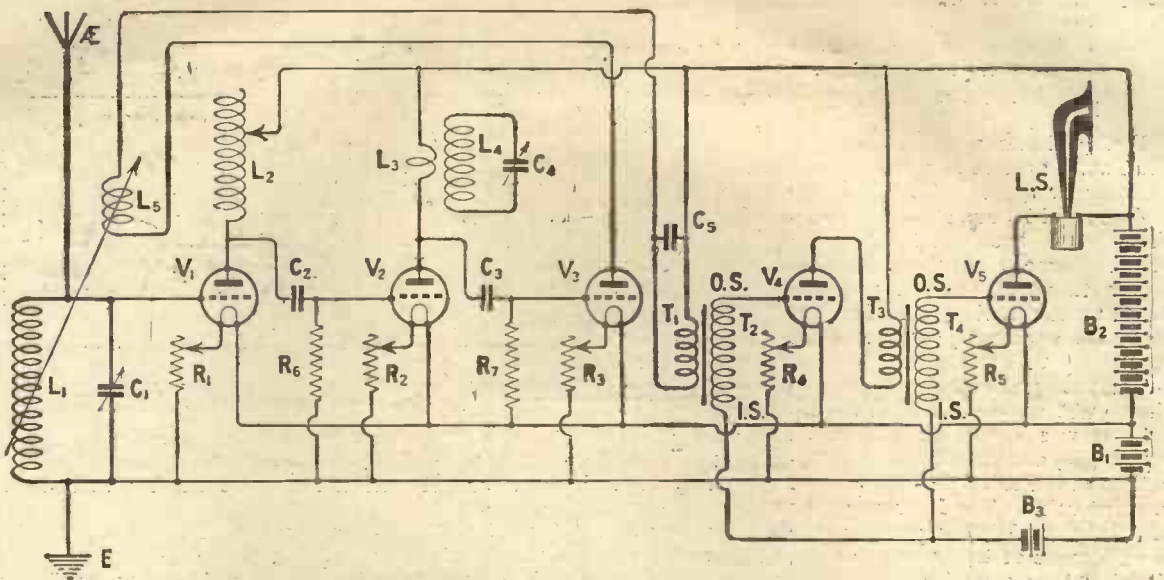 Æ
L₅
L₂
L₃
L₄
C₄
L.S.
C₅
V₁
C₂
V₂
C₃
V₃
O.S.
V₄
O.S.
V₅
T₁
T₂
T₃
T₄
B₂
L₁
C₁
R₁
R₆
R₂
R₇
R₃
R₄
R₅
I.S.
I.S.
B₁
B₃
E